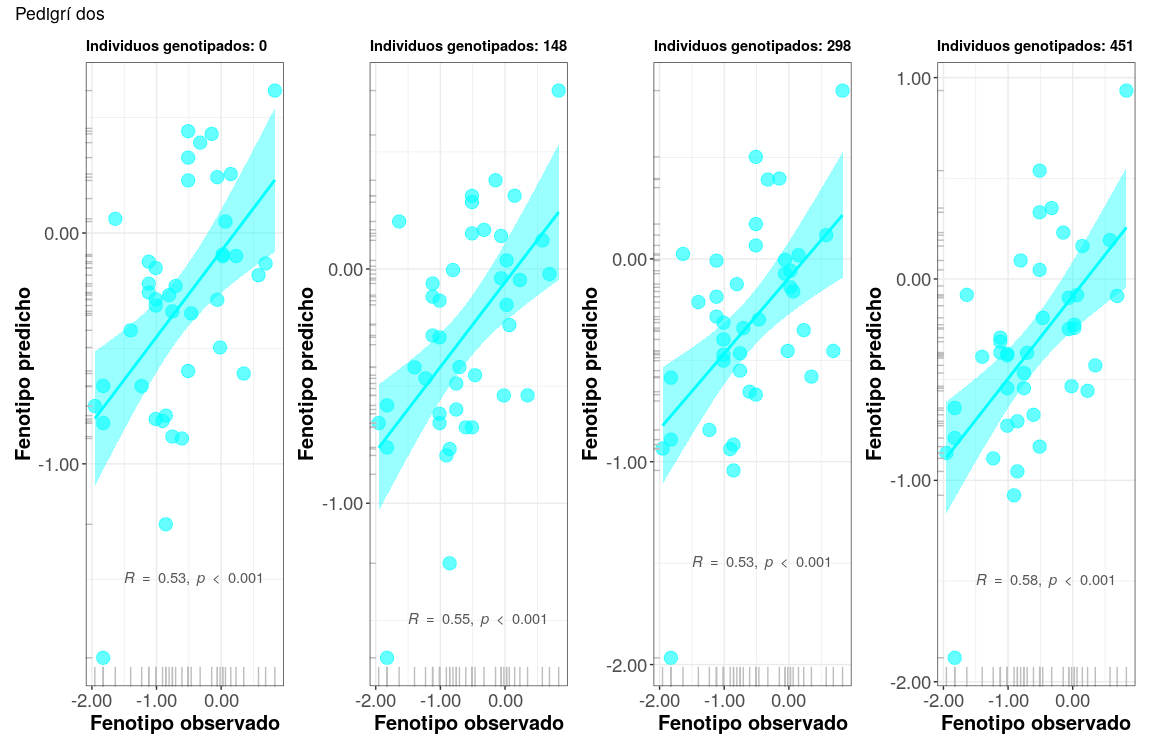 Pedigrí dos
Individuos genotipados: 0
Fenotipo predicho
0.00
-1.00
R = 0.53, p < 0.001
-2.00 -1.00 0.00
Fenotipo observado
Individuos genotipados: 148
Fenotipo predicho
0.00
-1.00
R = 0.55, p < 0.001
-2.00 -1.00 0.00
Fenotipo observado
Individuos genotipados: 298
Fenotipo predicho
0.00
-1.00
-2.00
R = 0.53, p < 0.001
-2.00 -1.00 0.00
Fenotipo observado
Individuos genotipados: 451
Fenotipo predicho
1.00
0.00
-1.00
-2.00
R = 0.58, p < 0.001
-2.00 -1.00 0.00
Fenotipo observado